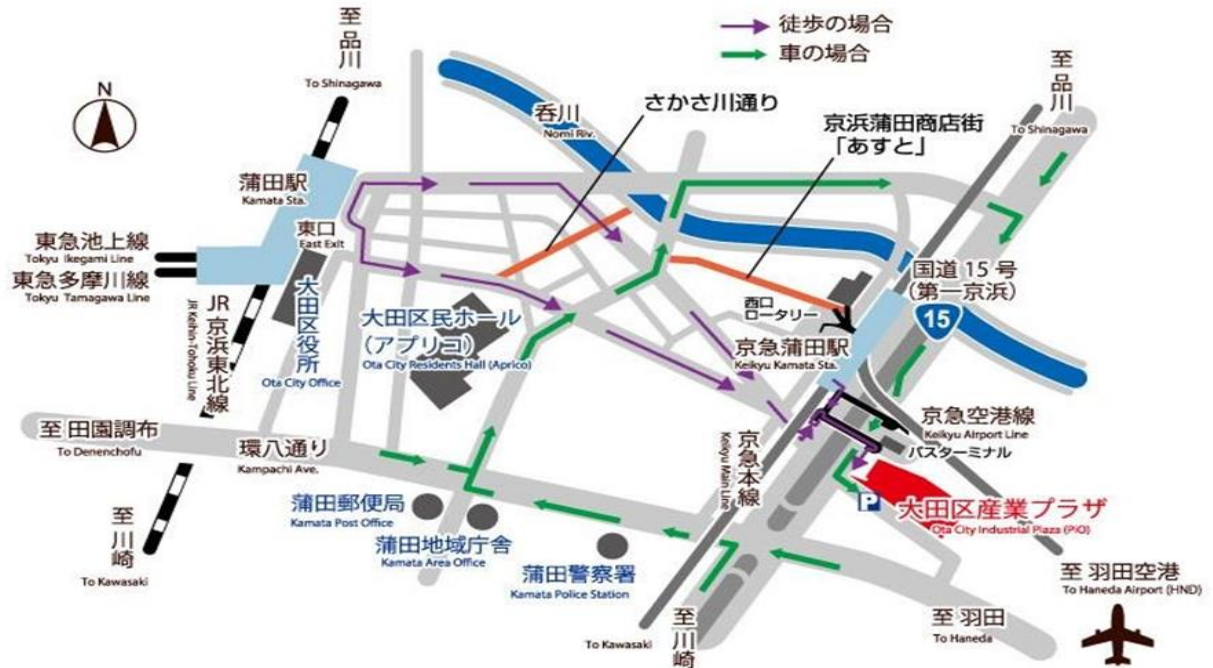 徒歩の場合
車の場合
N
至品川
To Shinagawa
至品川
To Shinagawa
さかさ川通り
呑川
Nomi Riv.
京浜蒲田商店街
「あすと」
蒲田駅
Kamata Sta.
東口
East Exit
東急池上線
Tokyu Ikegami Line
東急多摩川線
Tokyu Tamagawa Line
JR京浜東北線
JR Keihin-Tohoku Line
大田区役所
Ota City Office
大田区民ホール
(アプリコ)
Ota City Residents Hall (Aprico)
西口
ロータリー
国道 15 号
(第一京浜)
15
京急蒲田駅
Keikyu Kamata Sta.
京急空港線
Keikyu Airport Line
バスターミナル
京急本線
Keikyu Main Line
至 田園調布
To Denenchofu
環八通り
Kampachi Ave.
P
大田区産業プラザ
Ota City Industrial Plaza (PiO)
蒲田郵便局
Kamata Post Office
蒲田地域庁舎
Kamata Area Office
蒲田警察署
Kamata Police Station
至川崎
To Kawasaki
至川崎
To Kawasaki
至 羽田空港
To Haneda Airport (HND)
至 羽田
To Haneda